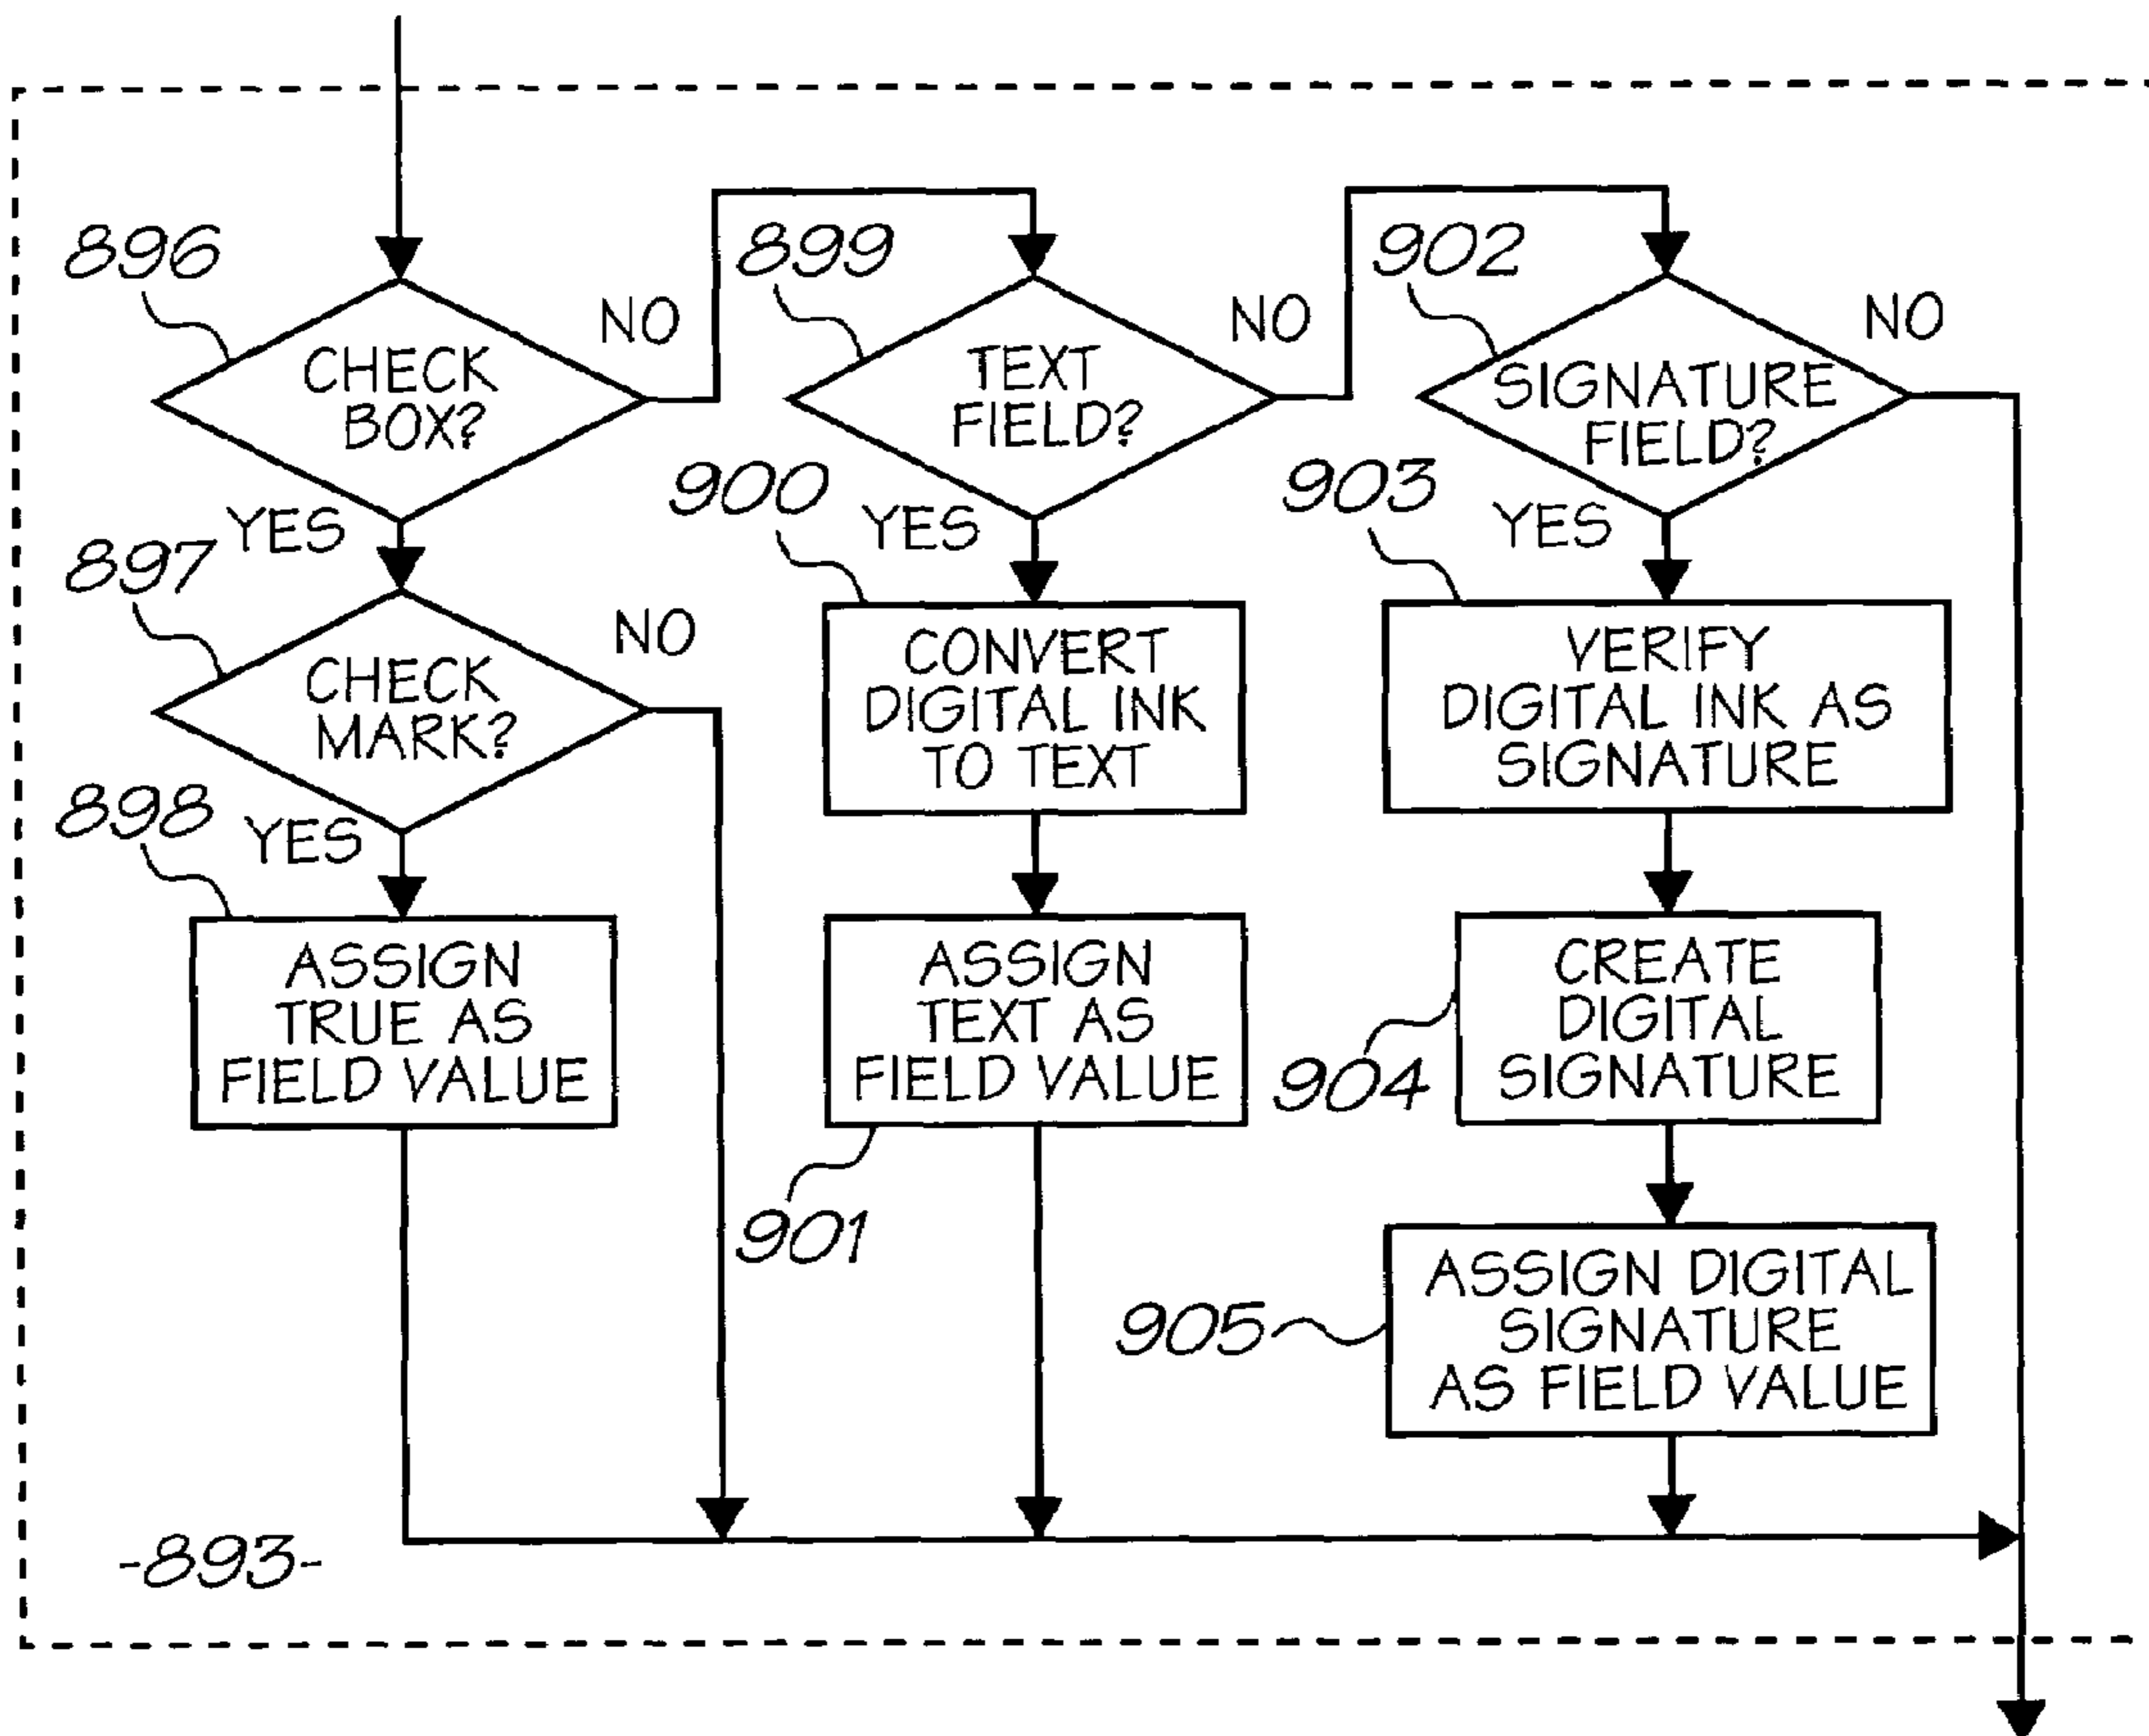 896
CHECK
BOX?
NO
YES
899
TEXT
FIELD?
NO
YES
902
SIGNATURE
FIELD?
NO
YES
897
CHECK
MARK?
NO
YES
898
ASSIGN
TRUE AS
FIELD VALUE
900
CONVERT
DIGITAL INK
TO TEXT
ASSIGN
TEXT AS
FIELD VALUE
901
903
VERIFY
DIGITAL INK AS
SIGNATURE
CREATE
DIGITAL
SIGNATURE
904
ASSIGN DIGITAL
SIGNATURE
AS FIELD VALUE
905
-893-